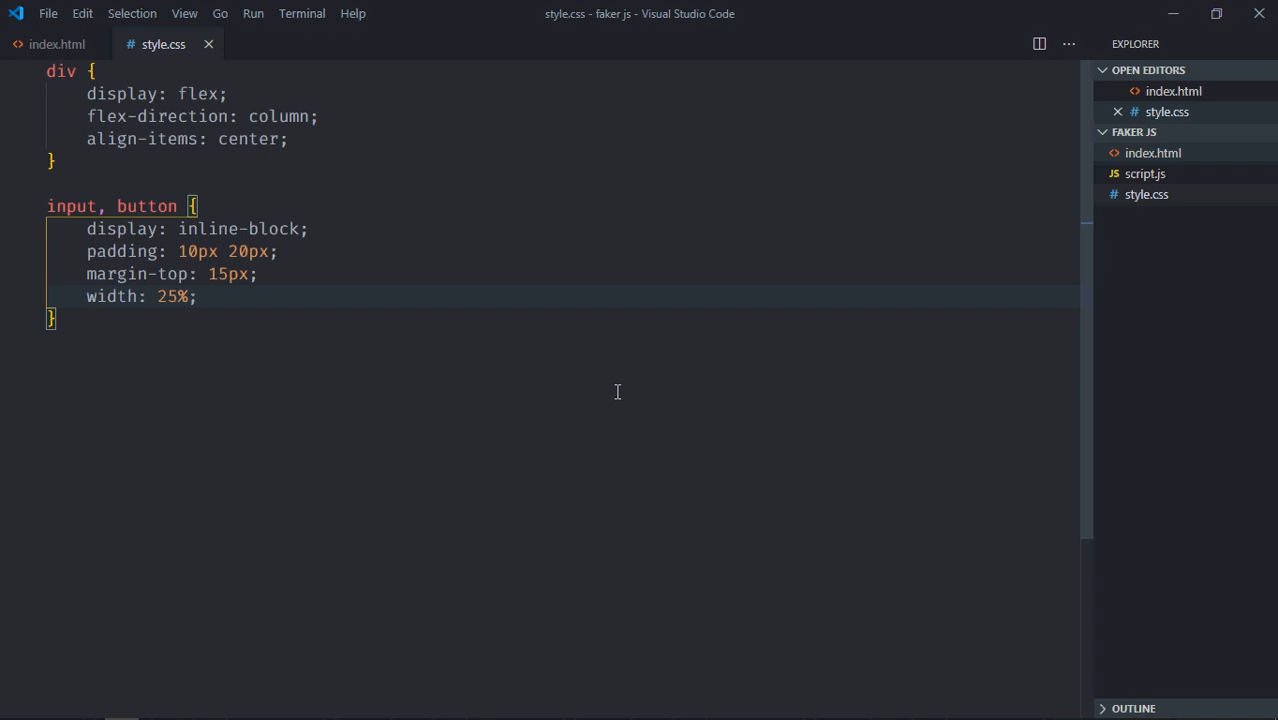 File Edit Selection View Go Run Terminal Help style.css - faker js - Visual Studio Code
<> index.html # style.css
div {
display: flex;
flex-direction: column;
align-items: center;
}
input, button {
display: inline-block;
padding: 10px 20px;
margin-top: 15px;
width: 25%;
}
EXPLORER
OPEN EDITORS
<> index.html
# style.css
FAKER JS
<> index.html
JS script.js
# style.css
OUTLINE